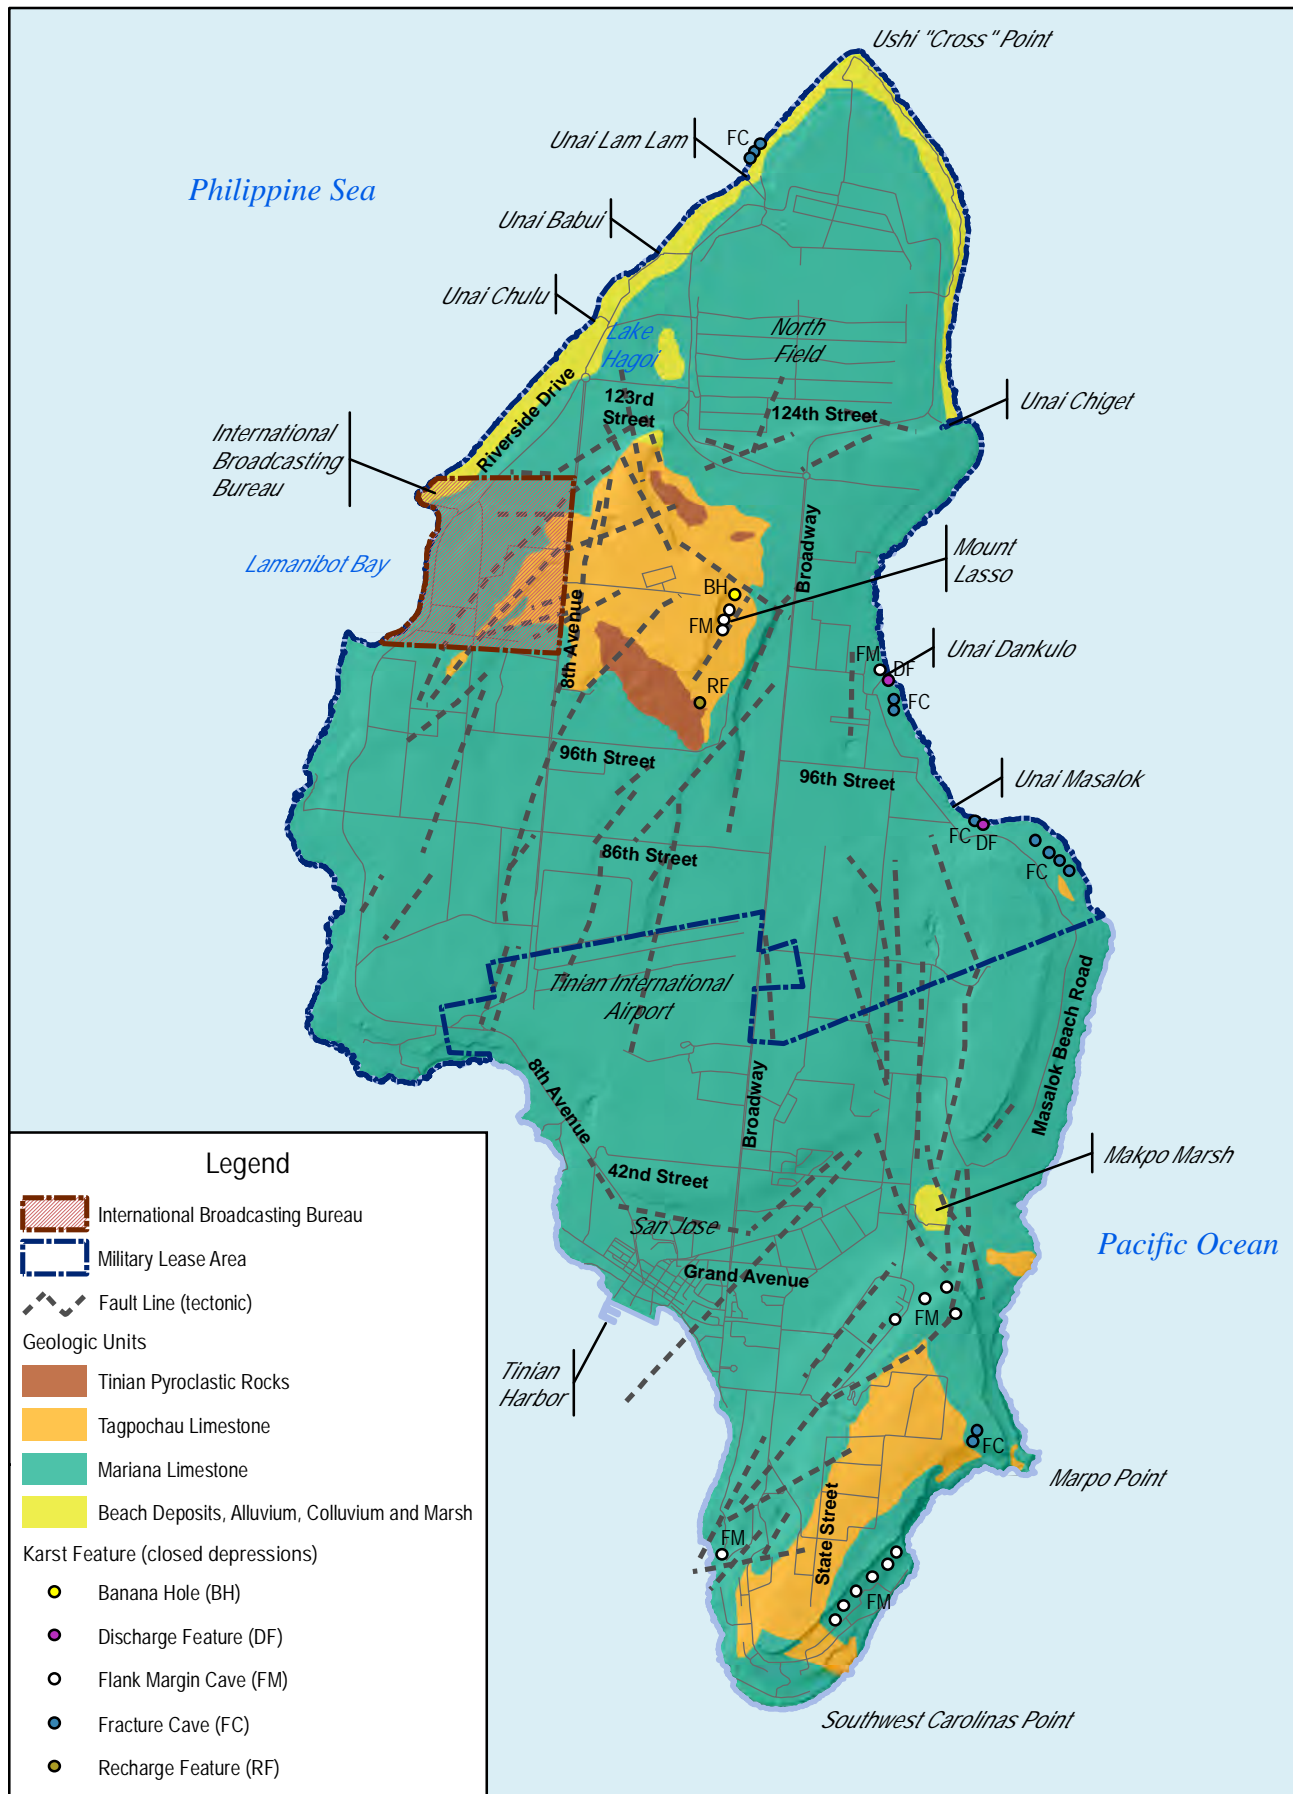 Ushi "Cross" Point
FC
Unai Lam Lam
Philippine Sea
Unai Babui
Unai Chulu
Lake
Hagoi
North
Field
Riverside Drive
123rd
Street
124th Street
Unai Chiget
International
Broadcasting
Bureau
Broadway
Mount
Lasso
Lamanibot Bay
BH
FM
8th Avenue
FM
DF
Unai Dankulo
RF
FC
96th Street
96th Street
Unai Masalok
FC
DF
86th Street
FC
Tinian International
Airport
Masalok Beach Road
8th Avenue
Broadway
Makpo Marsh
42nd Street
San Jose
Pacific Ocean
Grand Avenue
FM
Tinian
Harbor
FC
Marpo Point
State Street
FM
FM
Southwest Carolinas Point
Legend
International Broadcasting Bureau
Military Lease Area
Fault Line (tectonic)
Geologic Units
Tinian Pyroclastic Rocks
Tagpochau Limestone
Mariana Limestone
Beach Deposits, Alluvium, Colluvium and Marsh
Karst Feature (closed depressions)
Banana Hole (BH)
Discharge Feature (DF)
Flank Margin Cave (FM)
Fracture Cave (FC)
Recharge Feature (RF)